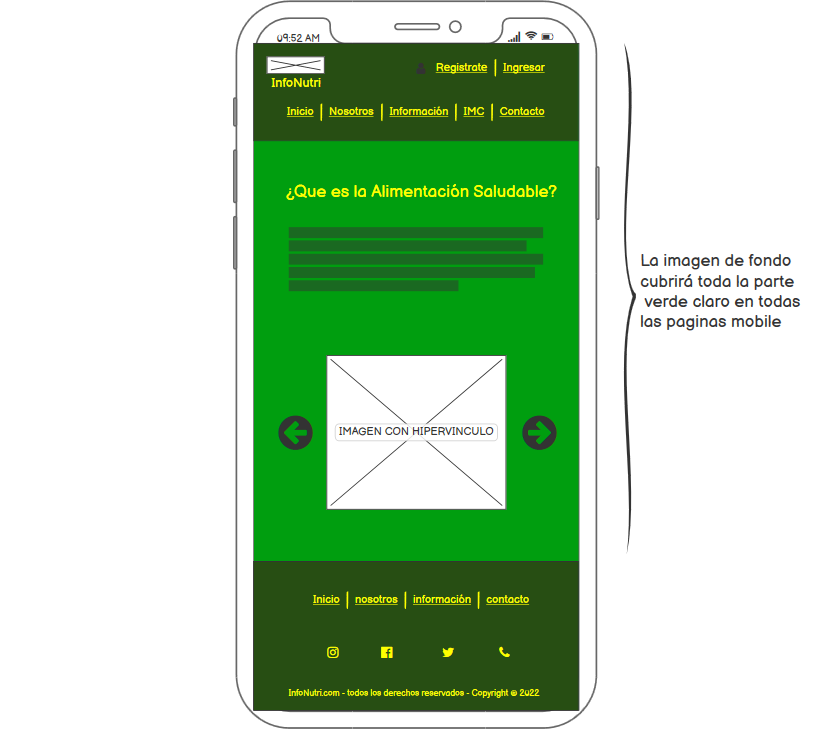 09:52 AM
InfoNutri
Registrate | Ingresar
Inicio | Nosotros | Información | IMC | Contacto
¿Que es la Alimentación Saludable?
IMAGEN CON HIPERVINCULO
Inicio | nosotros | información | contacto
InfoNutri.com - todos los derechos reservados - Copyright @ 2022
La imagen de fondo
cubrirá toda la parte
verde claro en todas
las paginas mobile